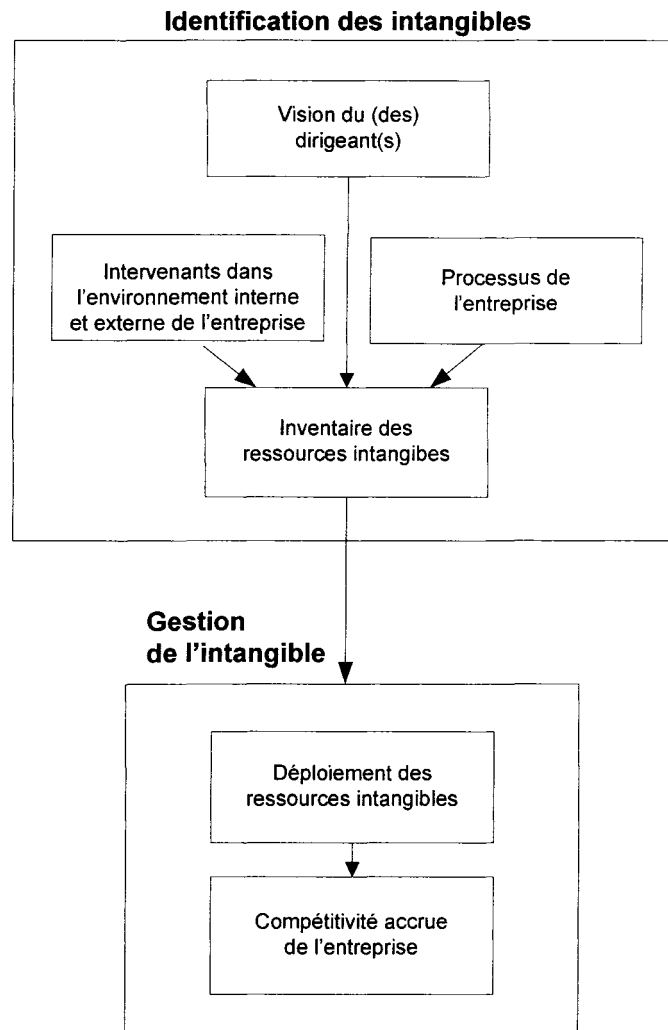 Identification des intangibles
Vision du (des)
dirigeant(s)
Intervenants dans
l'environnement interne
et externe de l'entreprise
Processus de
l'entreprise
Inventaire des
ressources intangibes
Gestion
de l'intangible
Déploiement des
ressources intangibles
Compétitivité accrue
de l'entreprise